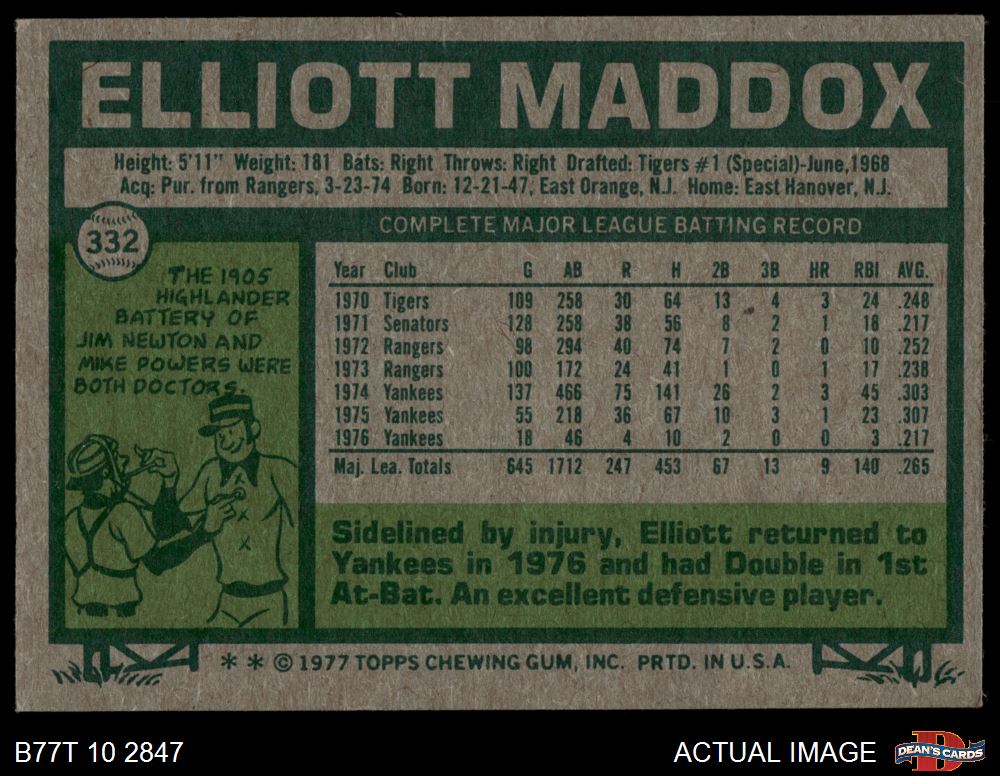 ELLIOTT MADDOX
Height: 5'11" Weight: 181 Bats: Right Throws: Right Drafted: Tigers #1 (Special)-June,1968
Acq: Pur. from Rangers, 3-23-74 Born: 12-21-47, East Orange, N.J. Home: East Hanover, N.J.
332
THE 1905
HIGHLANDER
BATTERY OF
JIM NEWTON AND
MIKE POWERS WERE
BOTH DOCTORS.
COMPLETE MAJOR LEAGUE BATTING RECORD
Year Club G AB R H 2B 3B HR RBI AVG.
1970 Tigers 109 258 30 64 13 4 3 24 .248
1971 Senators 128 258 38 56 8 2 1 18 .217
1972 Rangers 98 294 40 74 7 2 0 10 .252
1973 Rangers 100 172 24 41 1 0 1 17 .238
1974 Yankees 137 466 75 141 26 2 3 45 .303
1975 Yankees 55 218 36 67 10 3 1 23 .307
1976 Yankees 18 46 4 10 2 0 0 3 .217
Maj. Lea. Totals 645 1712 247 453 67 13 9 140 .265
Sidelined by injury, Elliott returned to
Yankees in 1976 and had Double in 1st
At-Bat. An excellent defensive player.
* * © 1977 TOPPS CHEWING GUM, INC. PRTD. IN U.S.A.
B77T 10 2847
ACTUAL IMAGE
D
DEAN'S CARDS